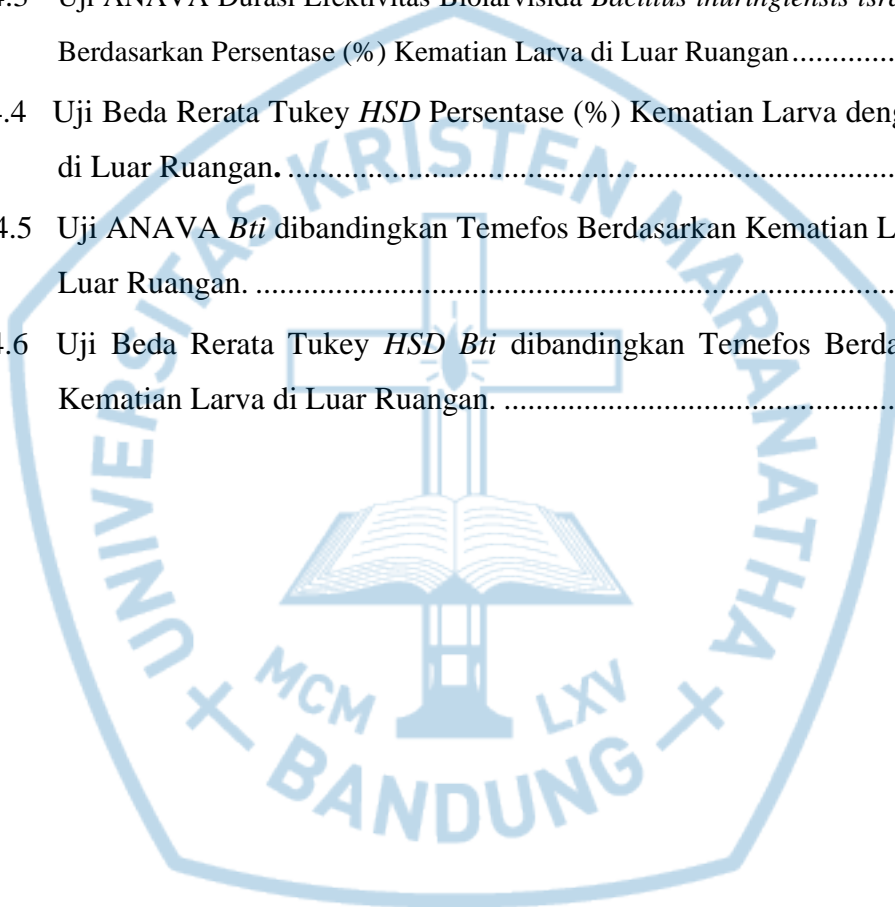 Uji ANAVA Durasi Efektivitas Biolarvisida Bacillus thuringiensis
Berdasarkan Persentase (%) Kematian Larva di Luar Ruangan.............
4.4 Uji Beda Rerata Tukey HSD Persentase (%) Kematian Larva
di Luar Ruangan. ............................................................................
4.5 Uji ANAVA Bti dibandingkan Temefos Berdasarkan Kematian
Luar Ruangan. ................................................................................
4.6 Uji Beda Rerata Tukey HSD Bti dibandingkan Temefos
Kematian Larva di Luar Ruangan. .................................................
UNIVERSITAS KRISTEN MARANATHA
MCM LXV
BANDUNG